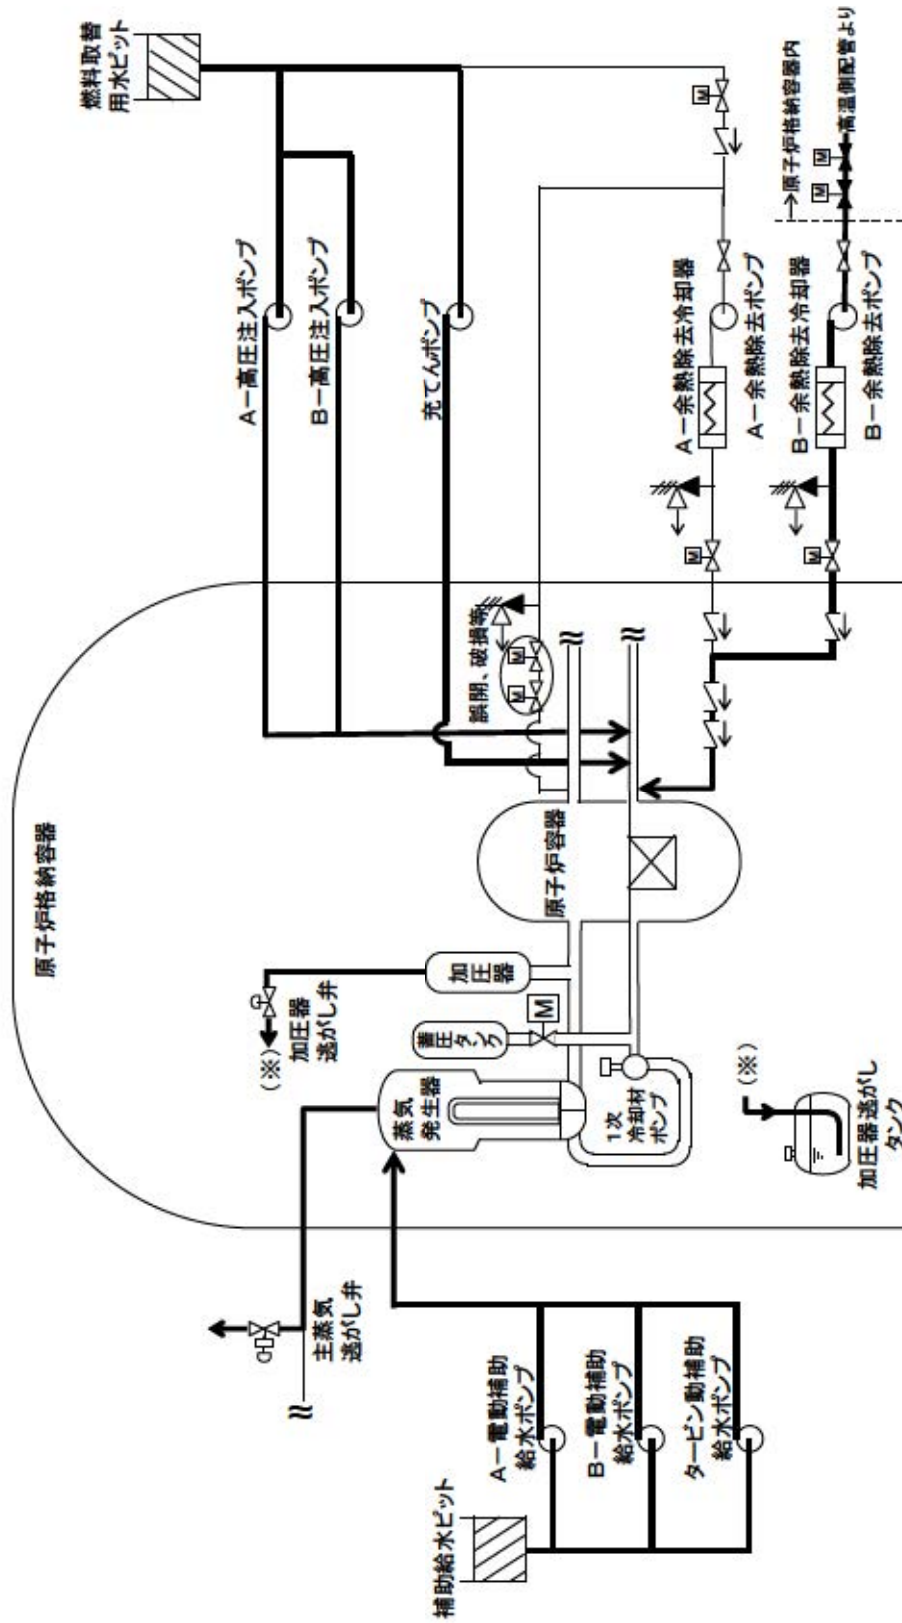 原子炉格納容器
燃料取替
用水ピット
A－高圧注入ポンプ
B－高圧注入ポンプ
充てんポンプ
主蒸気
逃がし弁
(※)
加圧器
逃がし弁
誤開、破損等
M
M
蒸気
発生器
蓄圧
タンク
M
加圧
器
原子炉容器
1次
冷却材
ポンプ
補助給水ピット
A－電動補助
給水ポンプ
B－電動補助
給水ポンプ
タービン動補助
給水ポンプ
(※)
加圧器逃がし
タンク
M
A－余熱除去冷却器
A－余熱除去ポンプ
M
M
B－余熱除去冷却器
B－余熱除去ポンプ
原子炉格納容器内
M
M
高温側配管より